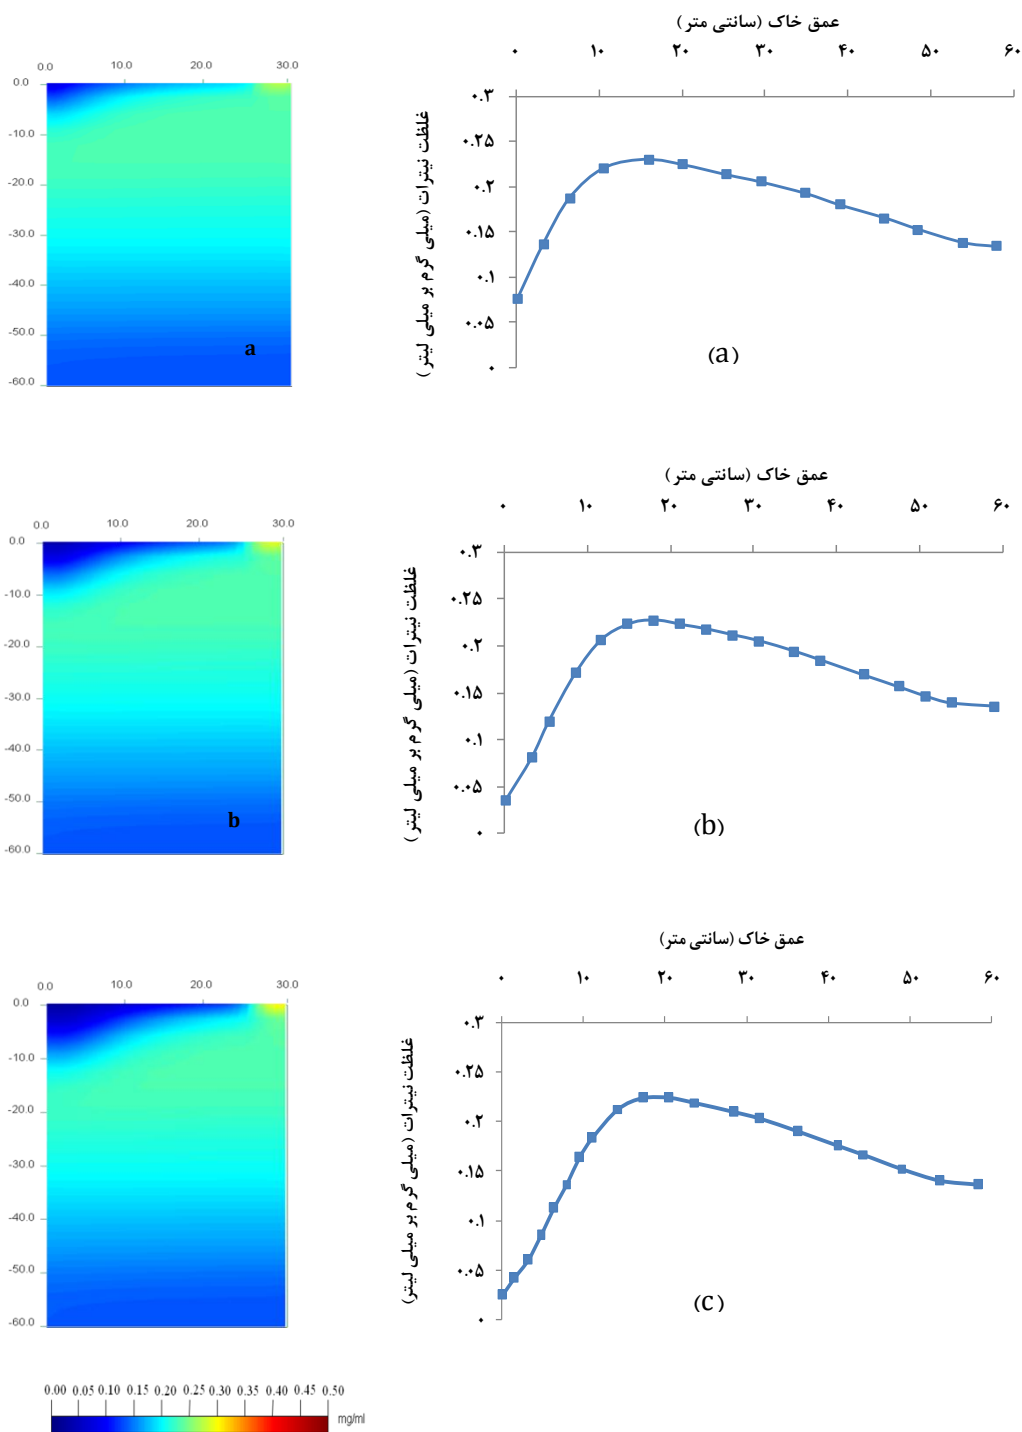 عمق خاک (سانتی متر)
۰ ۱۰ ۲۰ ۳۰ ۴۰ ۵۰ ۶۰
0.0 10.0 20.0 30.0
0.0
-10.0
-20.0
-30.0
-40.0
-50.0
-60.0
a
غلظت نیترات (میلی گرم بر میلی لیتر)
۰.۳
۰.۲۵
۰.۲
۰.۱۵
۰.۱
۰.۰۵
۰
(a)
عمق خاک (سانتی متر)
۰ ۱۰ ۲۰ ۳۰ ۴۰ ۵۰ ۶۰
0.0 10.0 20.0 30.0
0.0
-10.0
-20.0
-30.0
-40.0
-50.0
-60.0
b
غلظت نیترات (میلی گرم بر میلی لیتر)
۰.۳
۰.۲۵
۰.۲
۰.۱۵
۰.۱
۰.۰۵
۰
(b)
عمق خاک (سانتی متر)
۰ ۱۰ ۲۰ ۳۰ ۴۰ ۵۰ ۶۰
0.0 10.0 20.0 30.0
0.0
-10.0
-20.0
-30.0
-40.0
-50.0
-60.0
غلظت نیترات (میلی گرم بر میلی لیتر)
۰.۳
۰.۲۵
۰.۲
۰.۱۵
۰.۱
۰.۰۵
۰
(c)
0.00 0.05 0.10 0.15 0.20 0.25 0.30 0.35 0.40 0.45 0.50
mg/ml